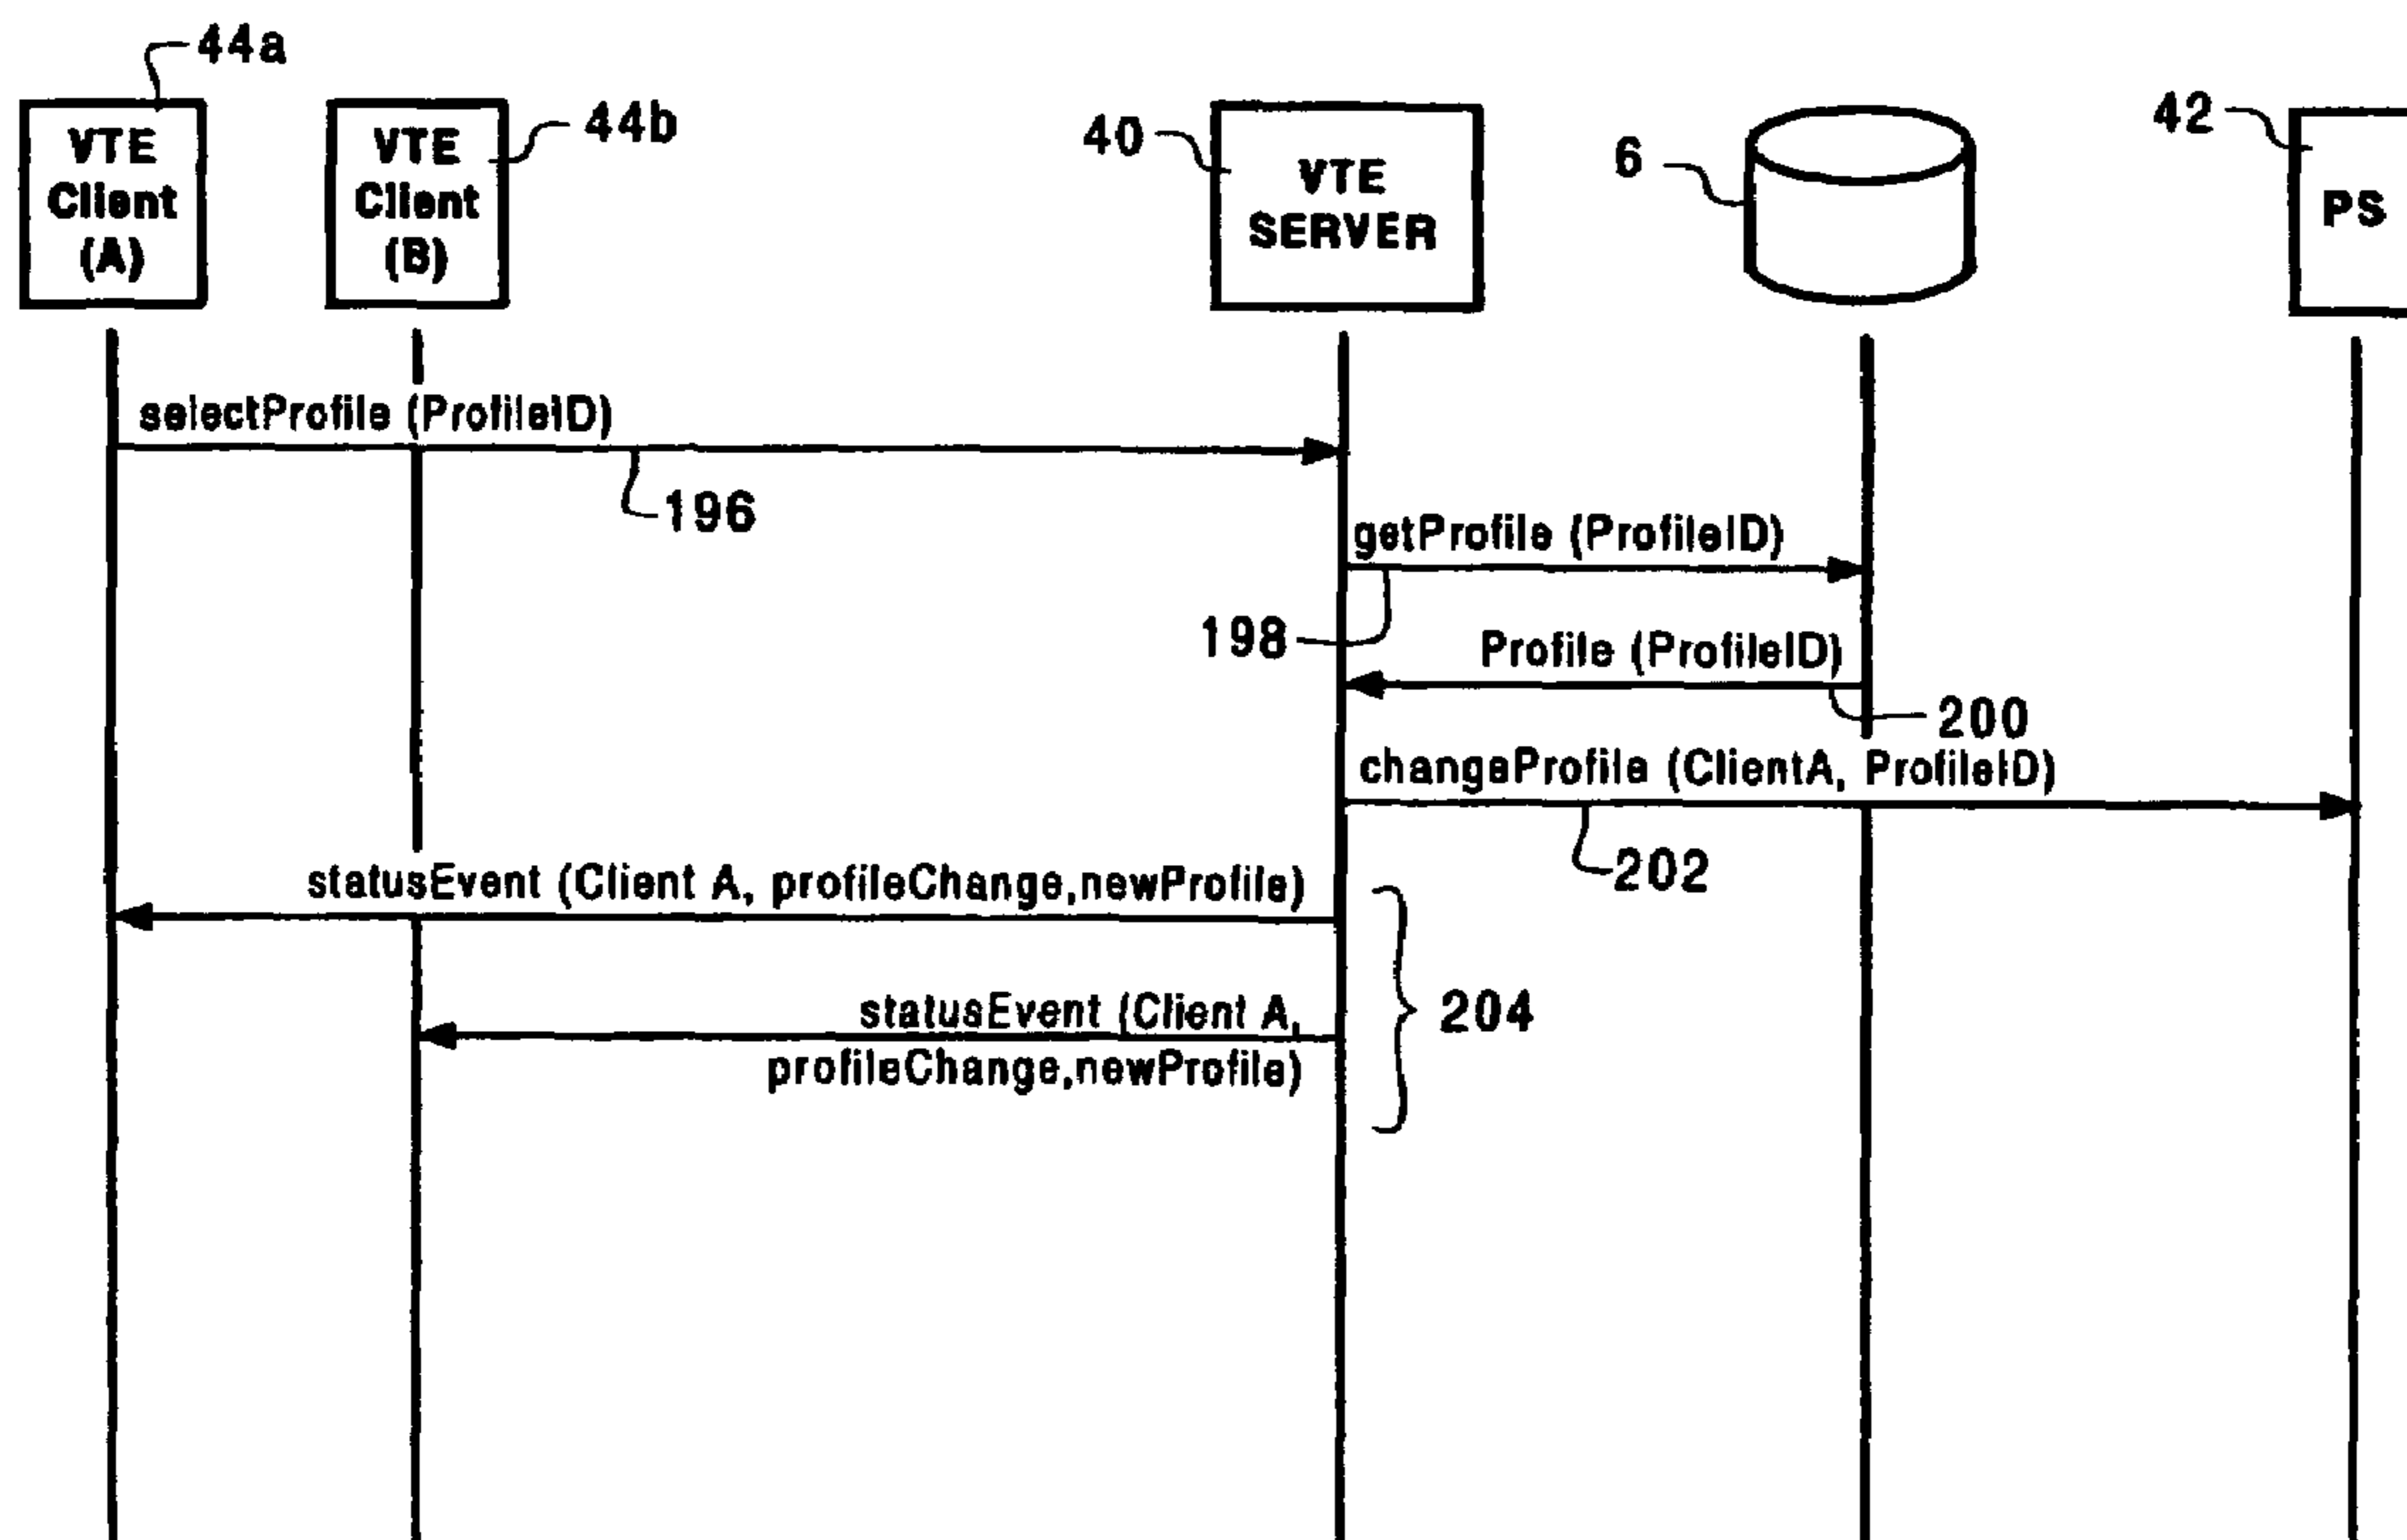 44a
VTE
Client
(A)
VTE
Client
(B)
44b
40
VTE
SERVER
6
42
PS
selectProfile (ProfileID)
196
getProfile (ProfileID)
198
Profile (ProfileID)
200
changeProfile (ClientA, ProfileID)
202
statusEvent (Client A, profileChange,newProfile)
statusEvent (Client A,
profileChange,newProfile)
204